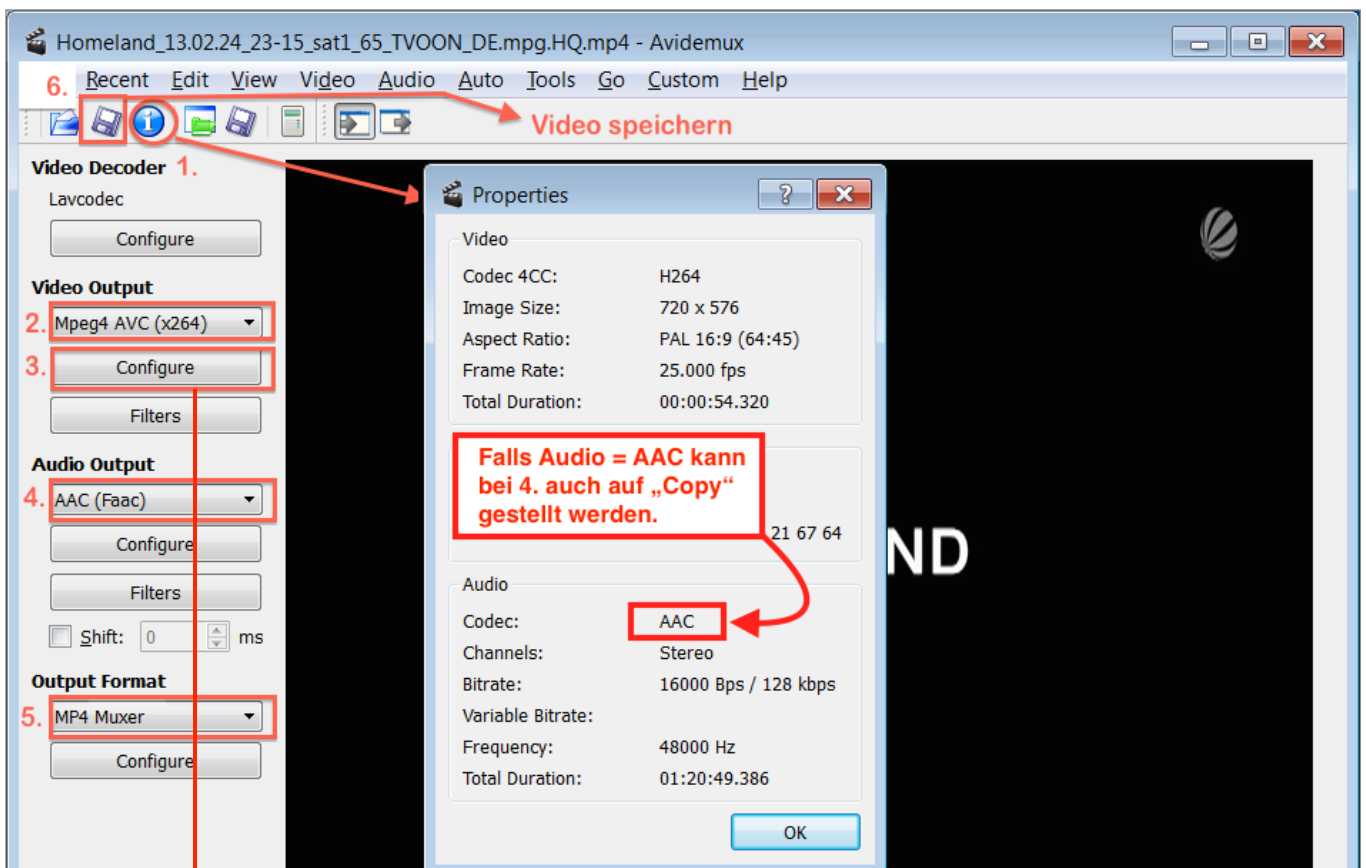 Homeland_13.02.24_23-15_sat1_65_TVOON_DE.mpg.HQ.mp4 - Avidemux
6. Recent Edit View Video Audio Auto Tools Go Custom Help
Video speichern
Video Decoder 1.
Lavcodec
Configure
Video Output
2. Mpeg4 AVC (x264)
3. Configure
Filters
Audio Output
4. AAC (Faac)
Configure
Filters
Shift: 0 ms
Output Format
5. MP4 Muxer
Configure
Properties
Video
Codec 4CC: H264
Image Size: 720 x 576
Aspect Ratio: PAL 16:9 (64:45)
Frame Rate: 25.000 fps
Total Duration: 00:00:54.320
Falls Audio = AAC kann
bei 4. auch auf „Copy“
gestellt werden.
21 67 64
ND
Audio
Codec: AAC
Channels: Stereo
Bitrate: 16000 Bps / 128 kbps
Variable Bitrate:
Frequency: 48000 Hz
Total Duration: 01:20:49.386
OK